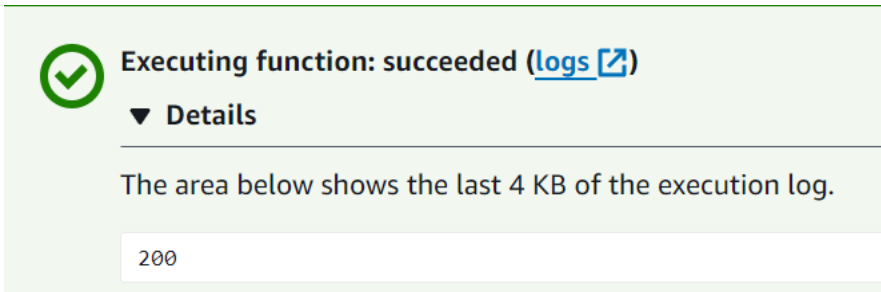 Executing function: succeeded (logs)
Details
The area below shows the last 4 KB of the execution log.
200